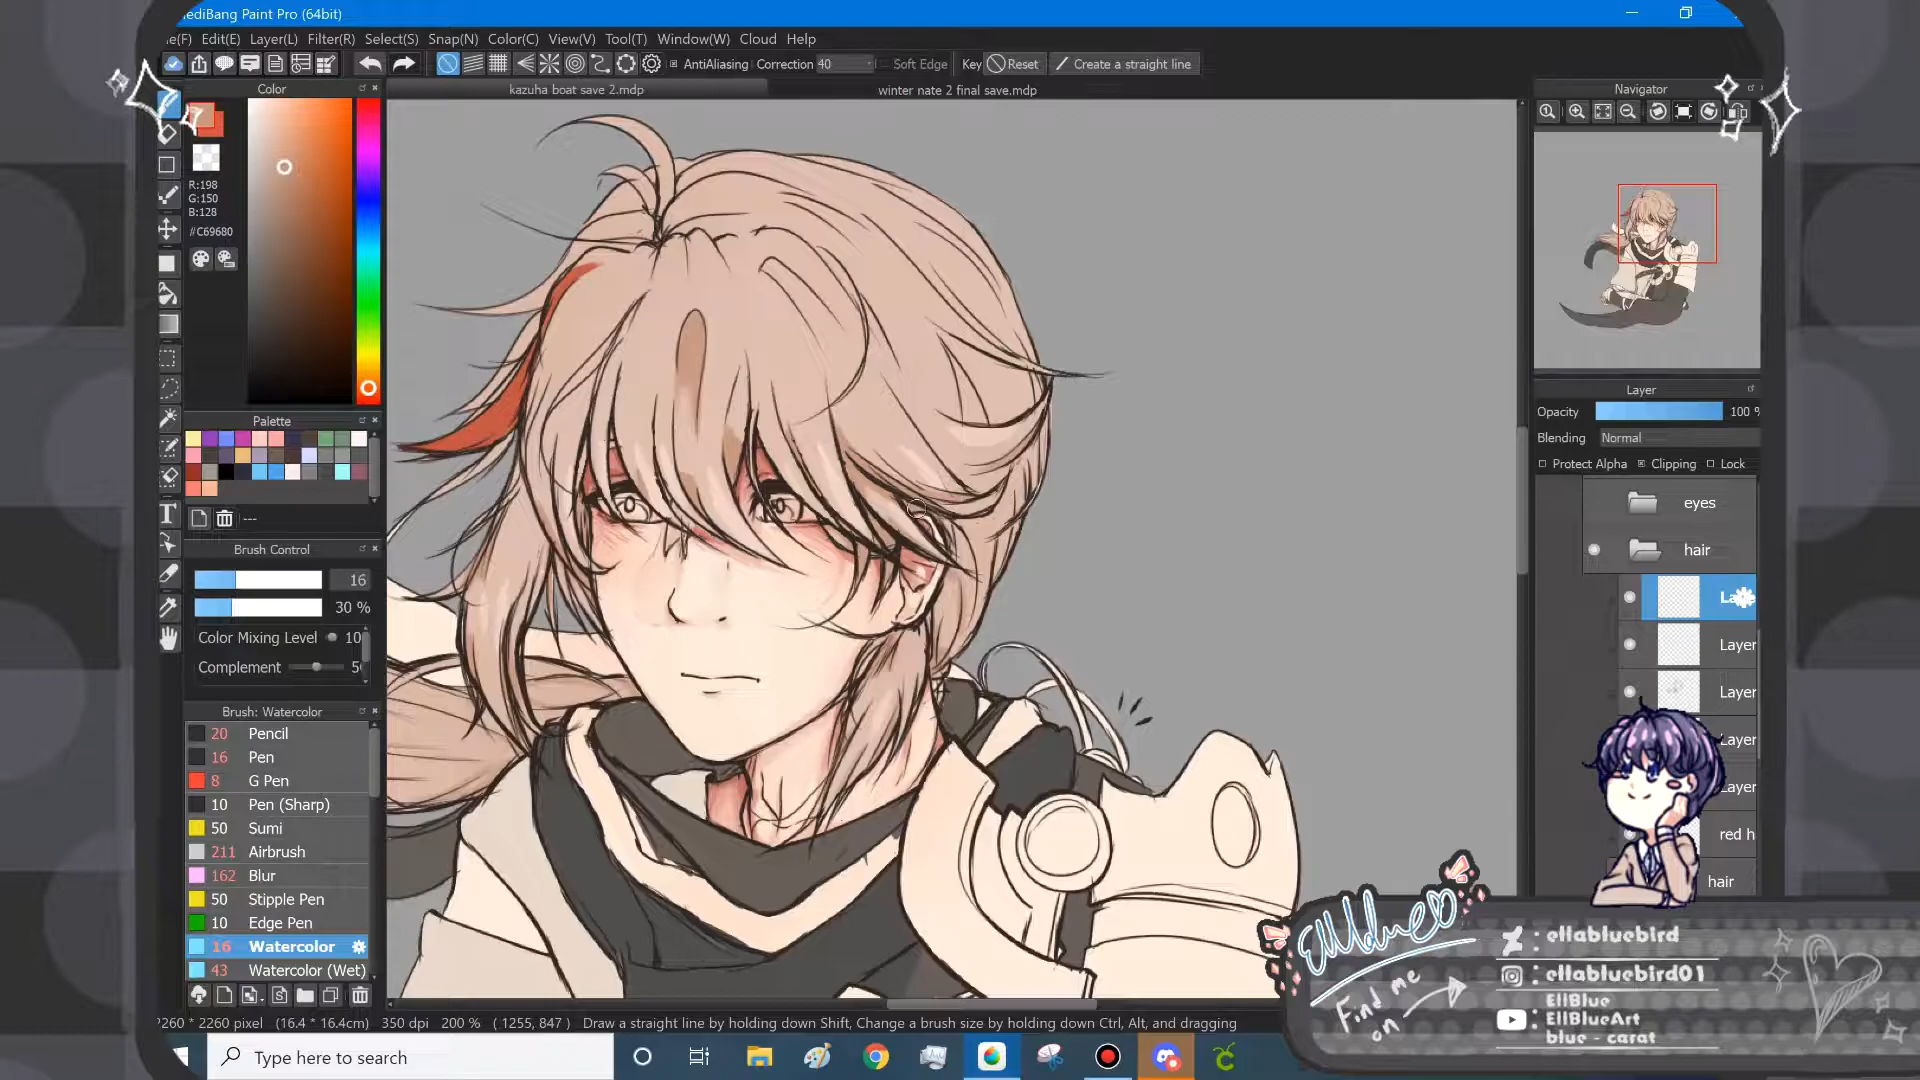 ediBang Paint Pro (64bit)
e(F) Edit(E) Layer(L) Filter(R) Select(S) Snap(N) Color(C) View(V) Tool(T) Window(W) Cloud Help
AntiAliasing Correction 40 Soft Edge Key Reset Create a straight line
Color
kazuha boat save 2.mdp
winter nate 2 final save.mdp
Navigator
R:198
G:150
B:128
#C69680
Palette
---
Brush Control
16
30 %
Color Mixing Level 10
Complement 5
Brush: Watercolor
20 Pencil
16 Pen
8 G Pen
10 Pen (Sharp)
50 Sumi
211 Airbrush
162 Blur
50 Stipple Pen
10 Edge Pen
16 Watercolor
43 Watercolor (Wet)
Layer
Opacity 100 %
Blending Normal
Protect Alpha Clipping Lock
eyes
hair
Layer
Layer
Layer
ayer
red h
hair
?260 * 2260 pixel (16.4 * 16.4cm) 350 dpi 200 % ( 1255, 847 ) Draw a straight line by holding down Shift, Change a brush size by holding down Ctrl, Alt, and dragging
Type here to search
EllBlue
Find me
on
: ellabluebird
: ellabluebird01
: EllBlue
EllBlueArt
blue - carat